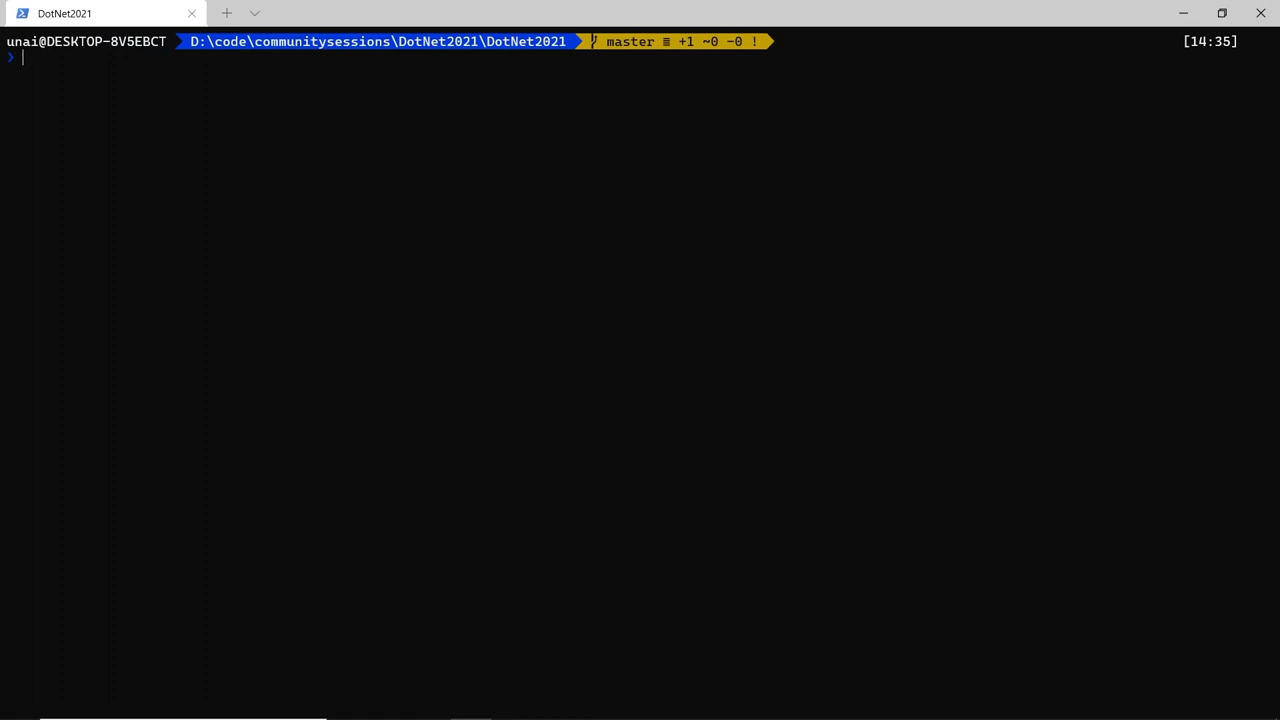 DotNet2021
unai@DESKTOP-8V5EBCT D:\code\communitysessions\DotNet2021\DotNet2021 master ≡ +1 ~0 -0 ! [14:35]
❯